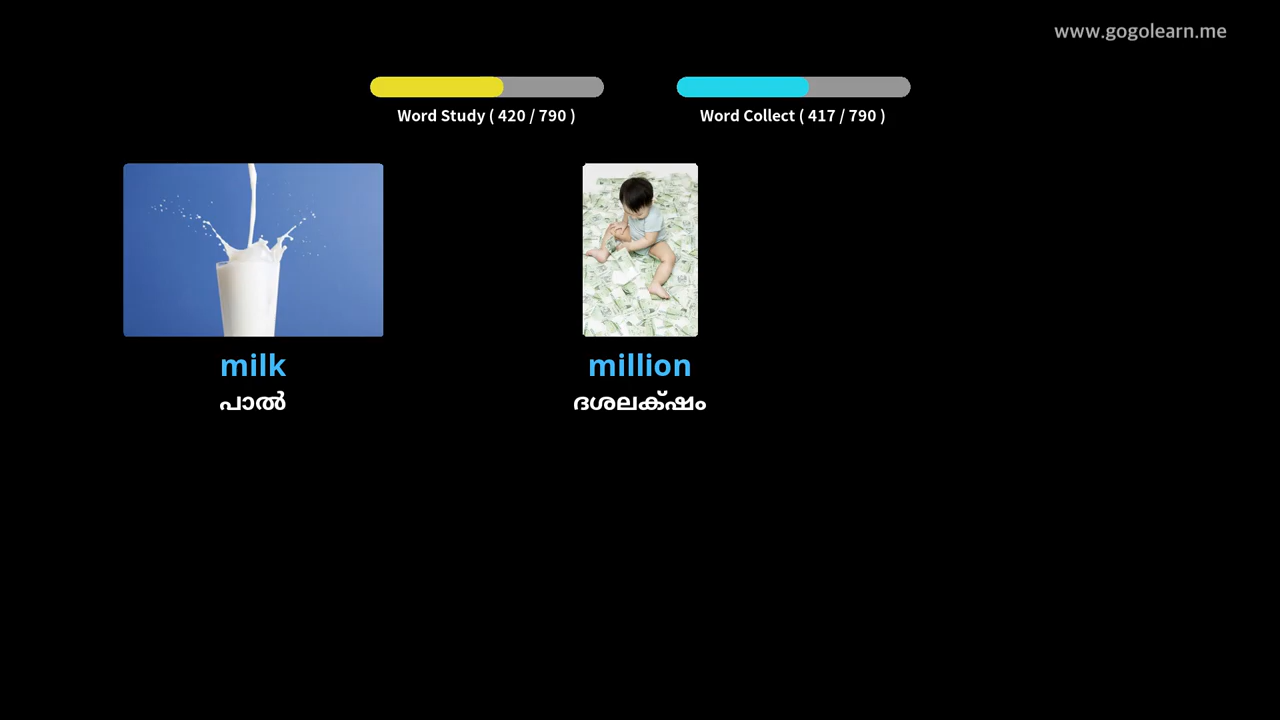 www.gogolearn.me
Word Study ( 420 / 790 )
Word Collect ( 417 / 790 )
milk
പാൽ
million
ദശലക്ഷം